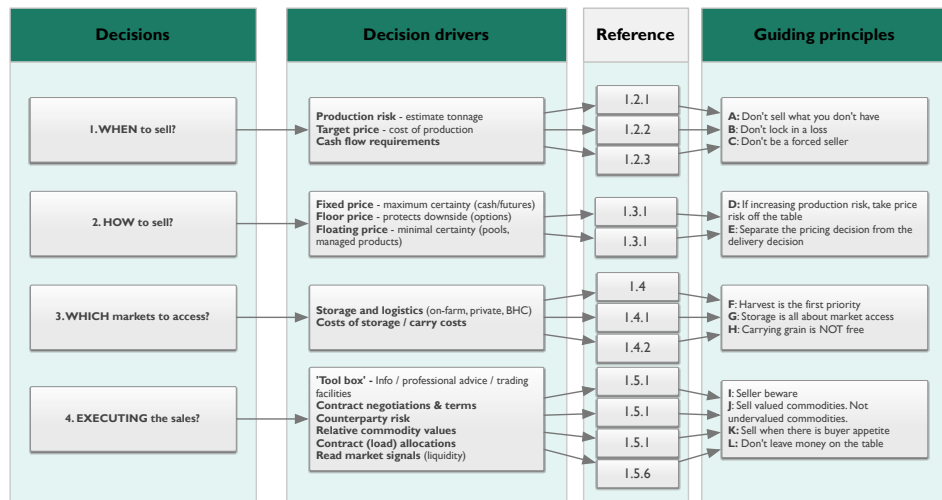 Decisions
Decision drivers
Reference
Guiding principles
1. WHEN to sell?
Production risk - estimate tonnage
Target price - cost of production
Cash flow requirements
1.2.1
1.2.2
1.2.3
A: Don't sell what you don't have
B: Don't lock in a loss
C: Don't be a forced seller
2. HOW to sell?
Fixed price - maximum certainty (cash/futures)
Floor price - protects downside (options)
Floating price - minimal certainty (pools,
managed products)
1.3.1
1.3.1
D: If increasing production risk, take price
risk off the table
E: Separate the pricing decision from the
delivery decision
3. WHICH markets to access?
Storage and logistics (on-farm, private, BHC)
Costs of storage / carry costs
1.4
1.4.1
1.4.2
F: Harvest is the first priority
G: Storage is all about market access
H: Carrying grain is NOT free
4. EXECUTING the sales?
'Tool box' - Info / professional advice / trading
facilities
Contract negotiations & terms
Counterparty risk
Relative commodity values
Contract (load) allocations
Read market signals (liquidity)
1.5.1
1.5.1
1.5.1
1.5.6
I: Seller beware
J: Sell valued commodities. Not
undervalued commodities.
K: Sell when there is buyer appetite
L: Don't leave money on the table